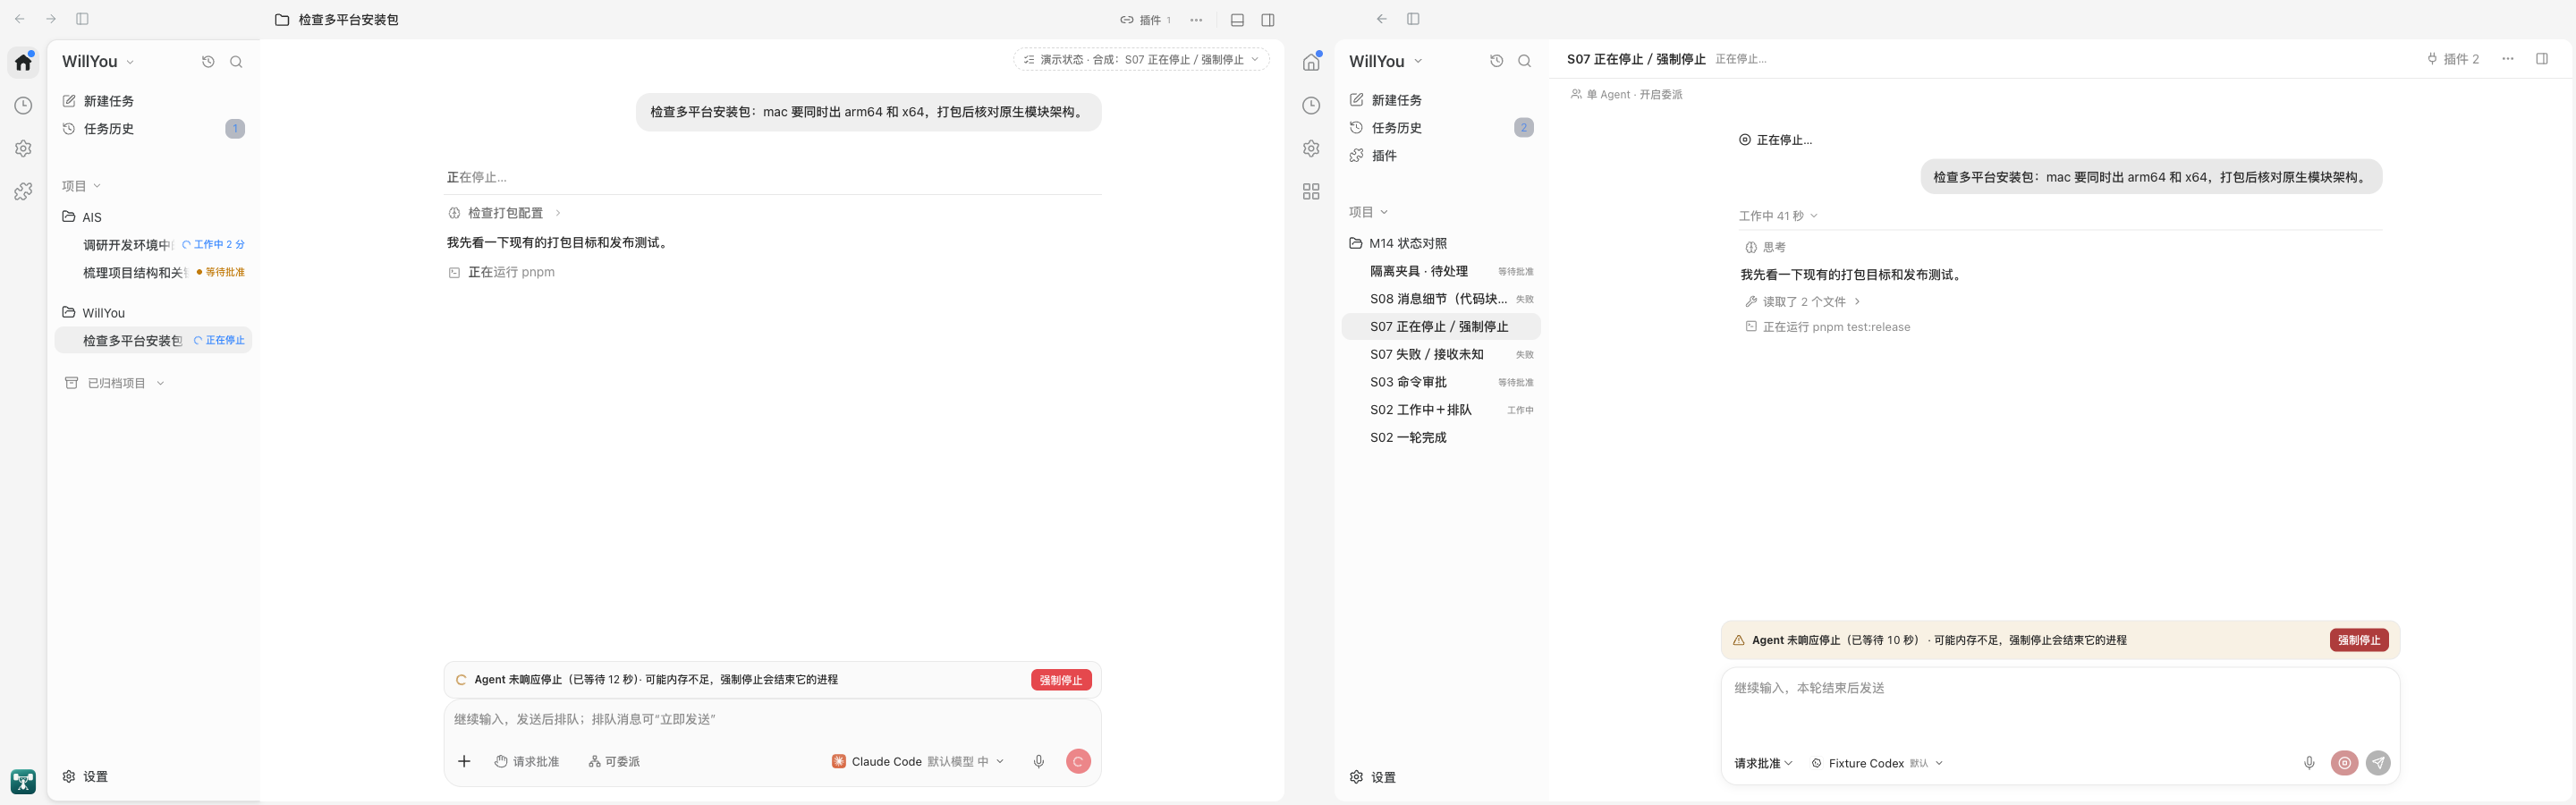 检查多平台安装包
插件 1
WillYou
新建任务
任务历史
1
项目
AIS
调研开发环境中
工作中 2 分
梳理项目结构和关
等待批准
WillYou
检查多平台安装包
正在停止
已归档项目
设置
演示状态 · 合成：S07 正在停止 / 强制停止
检查多平台安装包：mac 要同时出 arm64 和 x64，打包后核对原生模块架构。
正在停止...
检查打包配置
我先看一下现有的打包目标和发布测试。
正在运行 pnpm
Agent 未响应停止（已等待 12 秒）· 可能内存不足，强制停止会结束它的进程
强制停止
继续输入，发送后排队；排队消息可“立即发送”
请求批准
可委派
Claude Code 默认模型 中
WillYou
新建任务
任务历史
2
插件
项目
M14 状态对照
隔离夹具 · 待处理
等待批准
S08 消息细节（代码块...
失败
S07 正在停止 / 强制停止
S07 失败 / 接收未知
失败
S03 命令审批
等待批准
S02 工作中＋排队
工作中
S02 一轮完成
设置
S07 正在停止 / 强制停止 正在停止...
插件 2
单 Agent · 开启委派
正在停止...
检查多平台安装包：mac 要同时出 arm64 和 x64，打包后核对原生模块架构。
工作中 41 秒
思考
我先看一下现有的打包目标和发布测试。
读取了 2 个文件
正在运行 pnpm test:release
Agent 未响应停止（已等待 10 秒） · 可能内存不足，强制停止会结束它的进程
强制停止
继续输入，本轮结束后发送
请求批准
Fixture Codex 默认